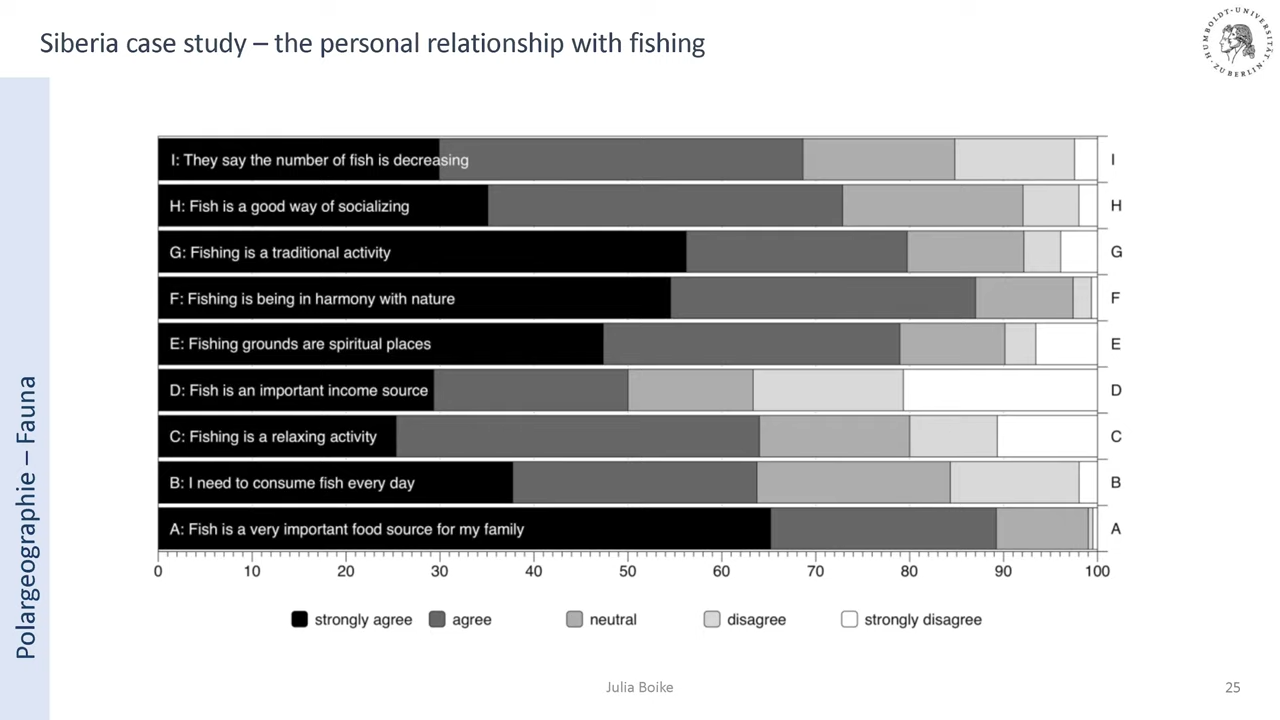 Siberia case study – the personal relationship with fishing
HUMBOLDT-UNIVERSITÄT ZU BERLIN
Polargeographie – Fauna
I: They say the number of fish is decreasing
I
H: Fish is a good way of socializing
H
G: Fishing is a traditional activity
G
F: Fishing is being in harmony with nature
F
E: Fishing grounds are spiritual places
E
D: Fish is an important income source
D
C: Fishing is a relaxing activity
C
B: I need to consume fish every day
B
A: Fish is a very important food source for my family
A
0 10 20 30 40 50 60 70 80 90 100
strongly agree agree neutral disagree strongly disagree
Julia Boike
25